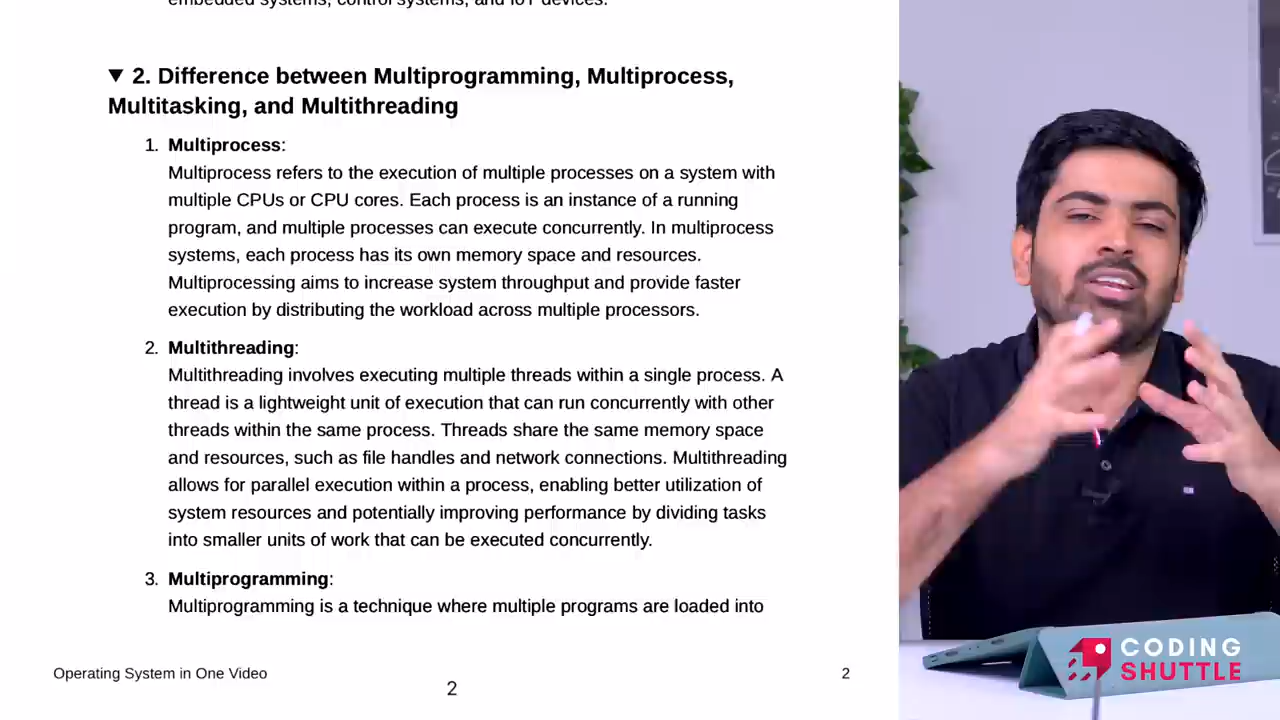 embedded systems, control systems, and IoT devices.
▼ 2. Difference between Multiprogramming, Multiprocess,
Multitasking, and Multithreading
1. Multiprocess:
Multiprocess refers to the execution of multiple processes on a system with
multiple CPUs or CPU cores. Each process is an instance of a running
program, and multiple processes can execute concurrently. In multiprocess
systems, each process has its own memory space and resources.
Multiprocessing aims to increase system throughput and provide faster
execution by distributing the workload across multiple processors.
2. Multithreading:
Multithreading involves executing multiple threads within a single process. A
thread is a lightweight unit of execution that can run concurrently with other
threads within the same process. Threads share the same memory space
and resources, such as file handles and network connections. Multithreading
allows for parallel execution within a process, enabling better utilization of
system resources and potentially improving performance by dividing tasks
into smaller units of work that can be executed concurrently.
3. Multiprogramming:
Multiprogramming is a technique where multiple programs are loaded into
Operating System in One Video
2
2
CODING
SHUTTLE